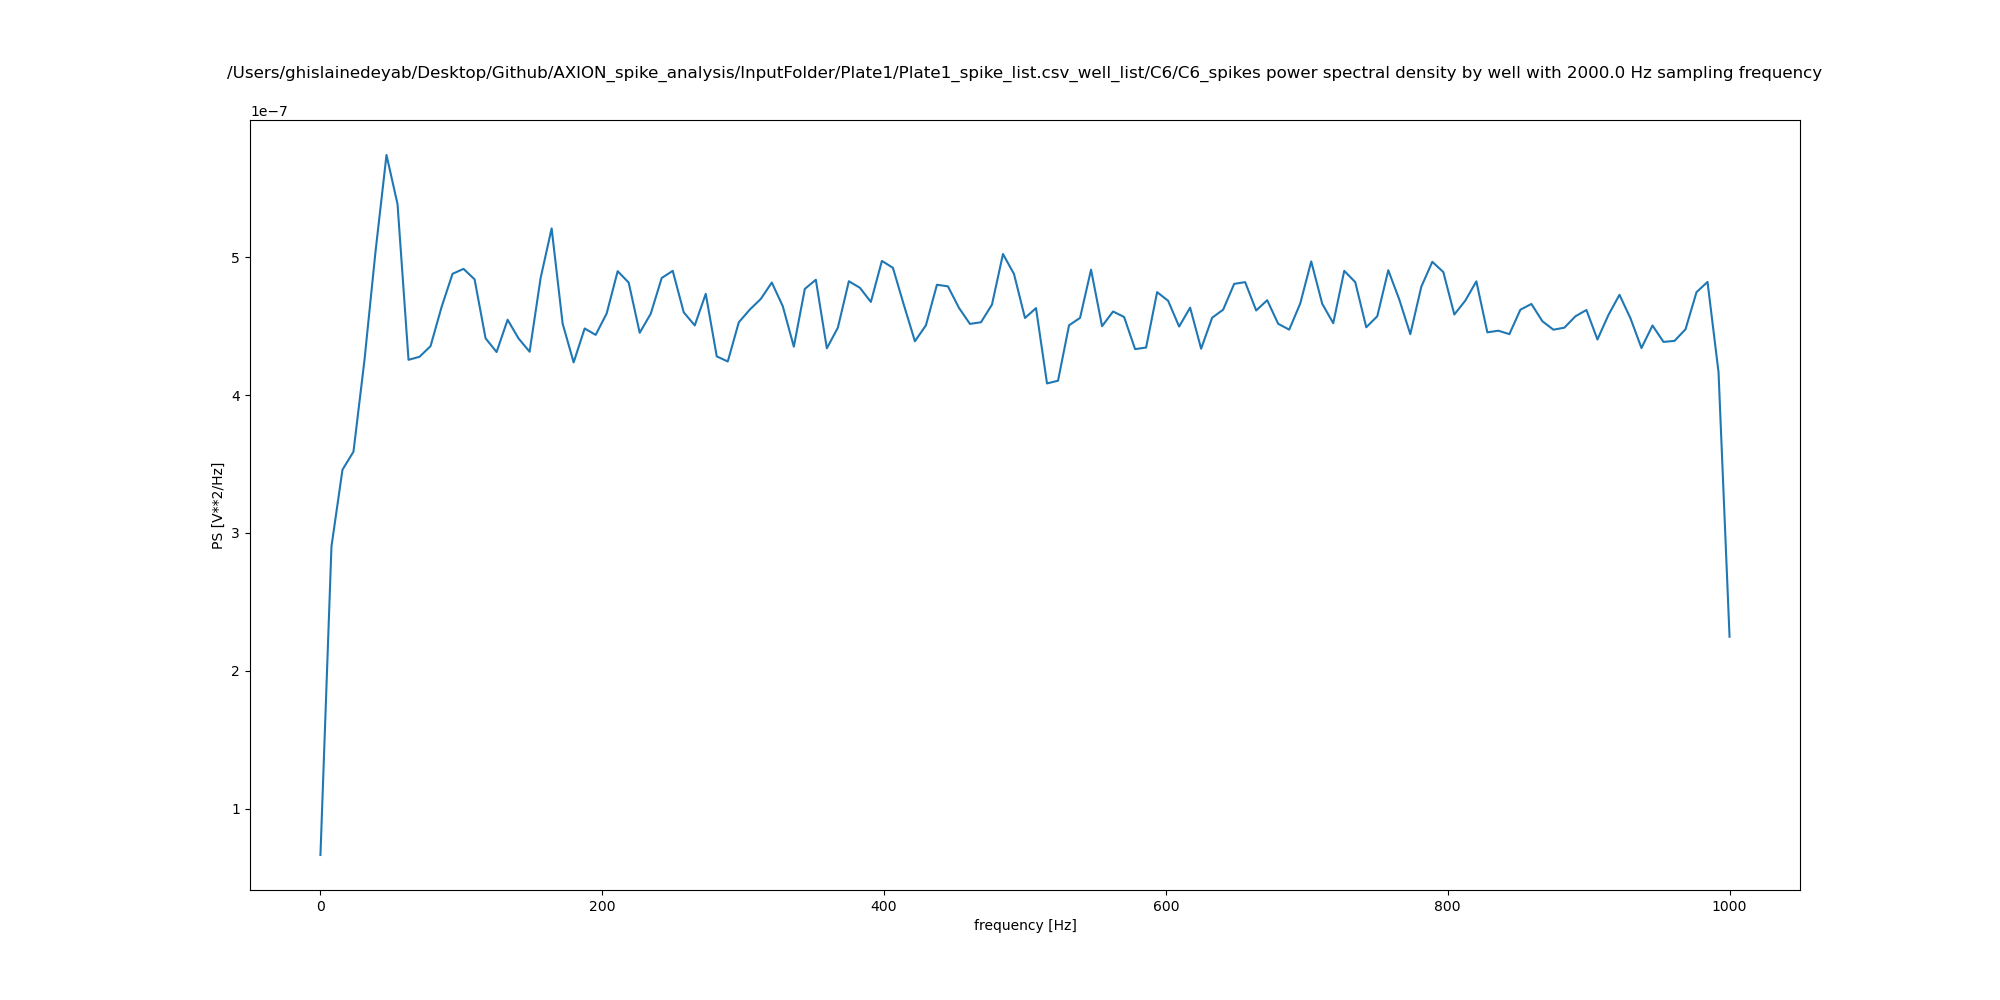 /Users/ghislainedeyab/Desktop/Github/AXION_spike_analysis/InputFolder/Plate1/Plate1_spike_list.csv_well_list/C6/C6_spikes power spectral density by well with 2000.0 Hz sampling frequency
1e−7
5
4
3
2
1
PS [V**2/Hz]
0 200 400 600 800 1000
frequency [Hz]